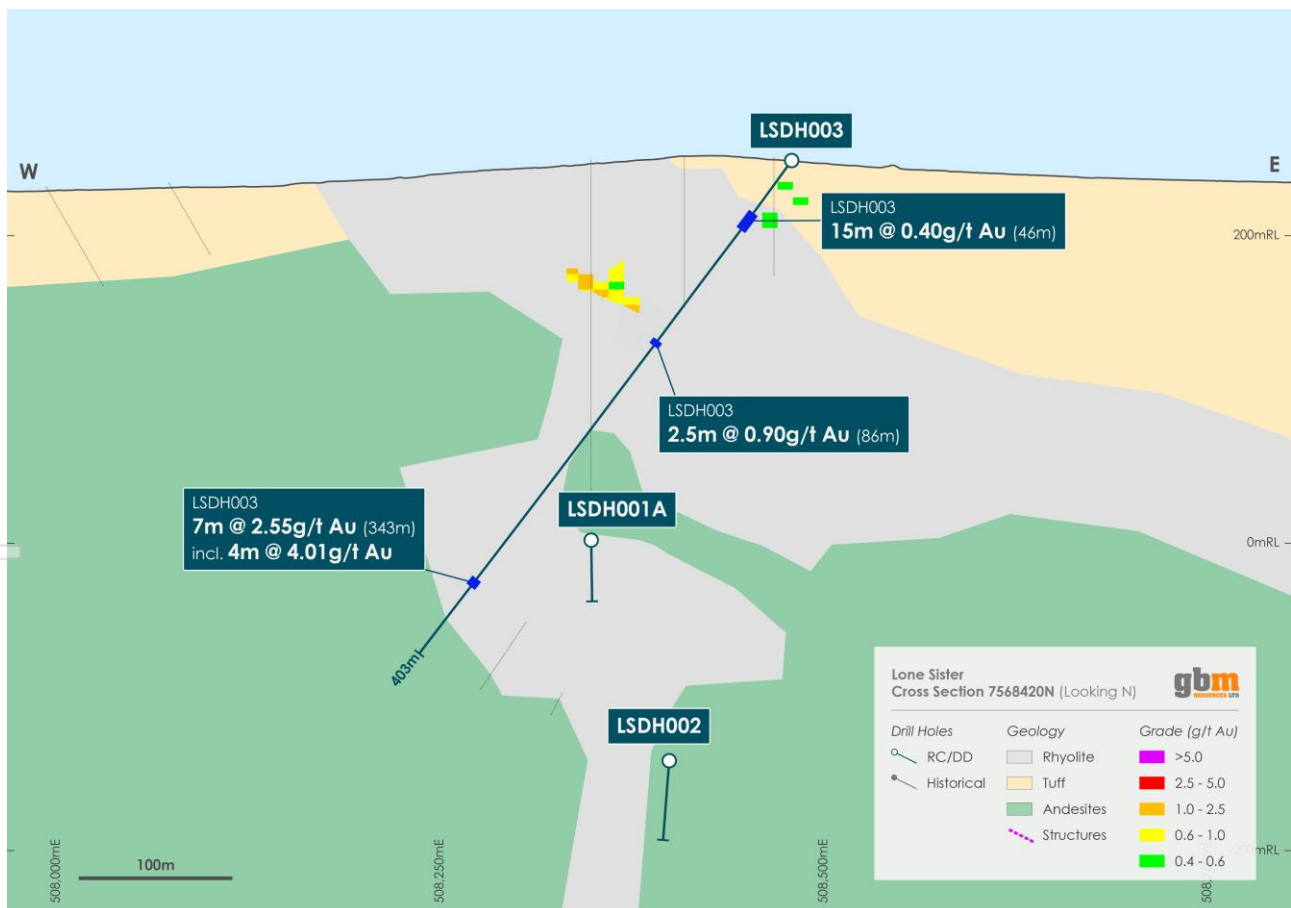 LSDH003
W
E
LSDH003
15m @ 0.40g/t Au (46m)
200mRL
LSDH003
2.5m @ 0.90g/t Au (86m)
LSDH003
7m @ 2.55g/t Au (343m)
incl. 4m @ 4.01g/t Au
LSDH001A
0mRL
403m
LSDH002
Lone Sister
Cross Section 7568420N (Looking N)
gbm
RESOURCES LTD
Drill Holes
RC/DD
Historical
Geology
Rhyolite
Tuff
Andesites
Structures
Grade (g/t Au)
>5.0
2.5 - 5.0
1.0 - 2.5
0.6 - 1.0
0.4 - 0.6
200mRL
100m
508,000mE
508,250mE
508,500mE